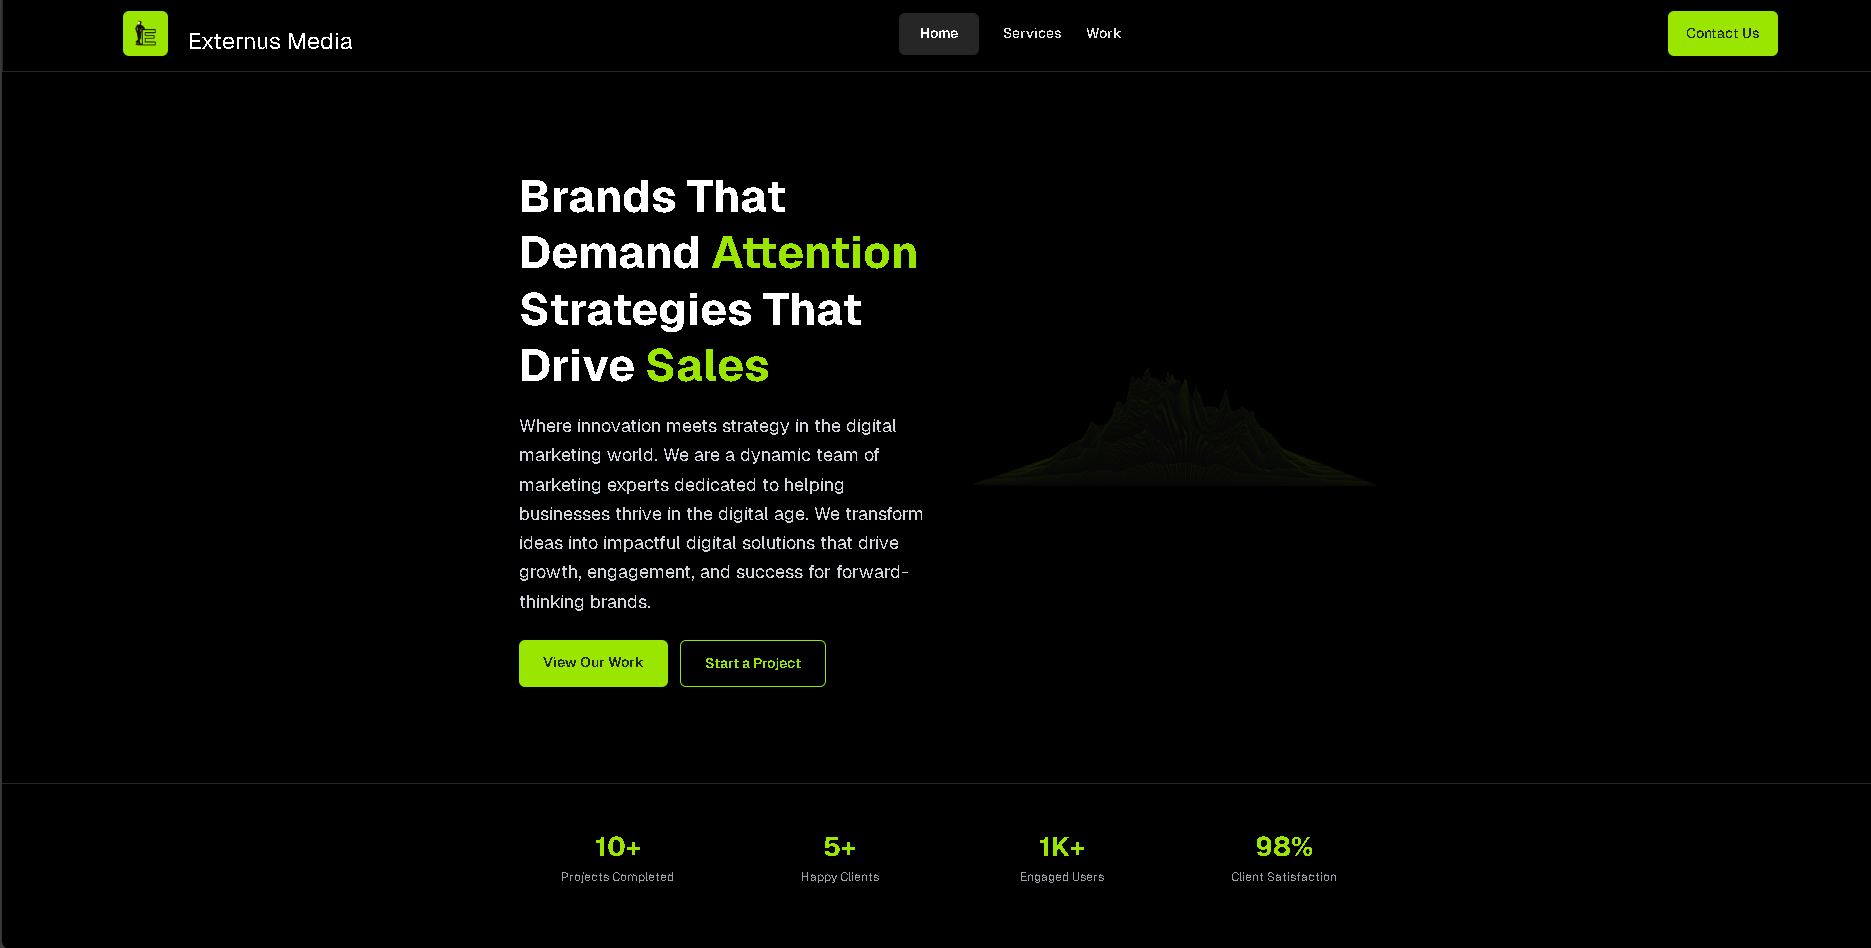 Externus Media
Home
Services
Work
Contact Us
Brands That
Demand Attention
Strategies That
Drive Sales
Where innovation meets strategy in the digital
marketing world. We are a dynamic team of
marketing experts dedicated to helping
businesses thrive in the digital age. We transform
ideas into impactful digital solutions that drive
growth, engagement, and success for forward-
thinking brands.
View Our Work
Start a Project
10+
Projects Completed
5+
Happy Clients
1K+
Engaged Users
98%
Client Satisfaction